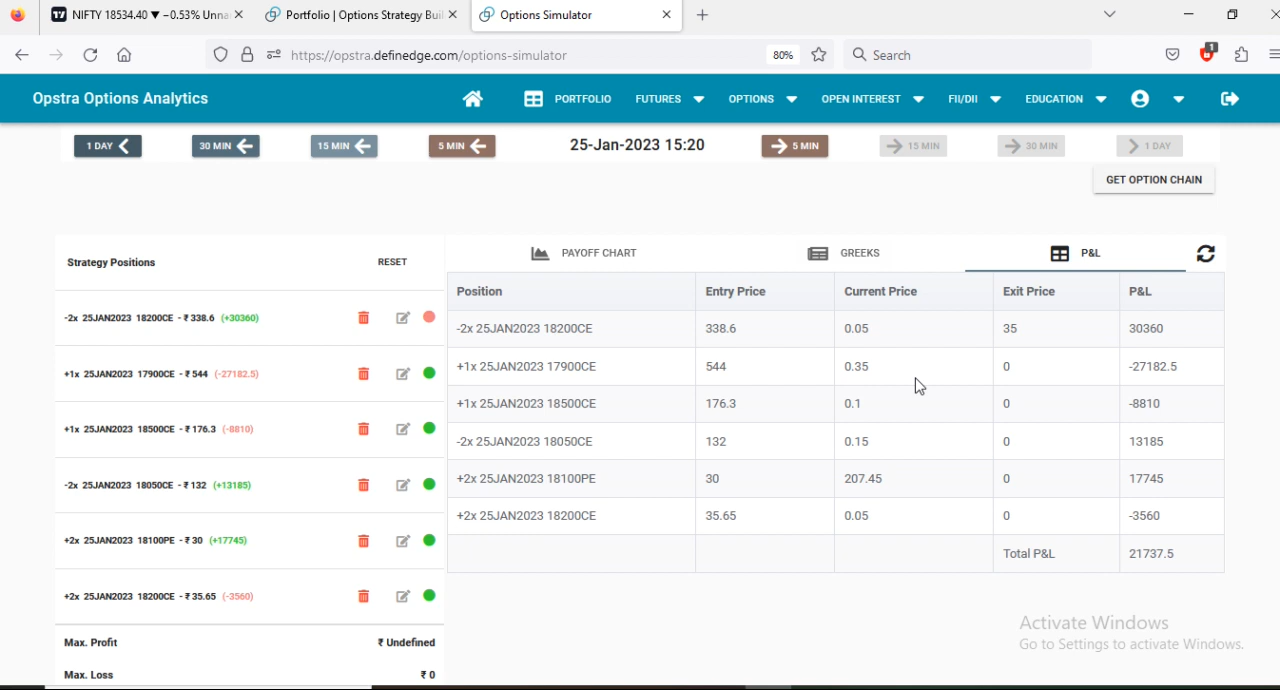 NIFTY 18534.40 ▼ −0.53% Unna
Portfolio | Options Strategy Buil
Options Simulator
https://opstra.definedge.com/options-simulator
80%
Search
1
Opstra Options Analytics
PORTFOLIO
FUTURES
OPTIONS
OPEN INTEREST
FII/DII
EDUCATION
1 DAY
30 MIN
15 MIN
5 MIN
25-Jan-2023 15:20
5 MIN
15 MIN
30 MIN
1 DAY
GET OPTION CHAIN
Strategy Positions RESET
-2x 25JAN2023 18200CE - ₹ 338.6 (+30360)
+1x 25JAN2023 17900CE - ₹ 544 (-27182.5)
+1x 25JAN2023 18500CE - ₹ 176.3 (-8810)
-2x 25JAN2023 18050CE - ₹ 132 (+13185)
+2x 25JAN2023 18100PE - ₹ 30 (+17745)
+2x 25JAN2023 18200CE - ₹ 35.65 (-3560)
Max. Profit ₹ Undefined
Max. Loss ₹ 0
PAYOFF CHART GREEKS P&L
Position Entry Price Current Price Exit Price P&L
-2x 25JAN2023 18200CE 338.6 0.05 35 30360
+1x 25JAN2023 17900CE 544 0.35 0 -27182.5
+1x 25JAN2023 18500CE 176.3 0.1 0 -8810
-2x 25JAN2023 18050CE 132 0.15 0 13185
+2x 25JAN2023 18100PE 30 207.45 0 17745
+2x 25JAN2023 18200CE 35.65 0.05 0 -3560
Total P&L 21737.5
Activate Windows
Go to Settings to activate Windows.